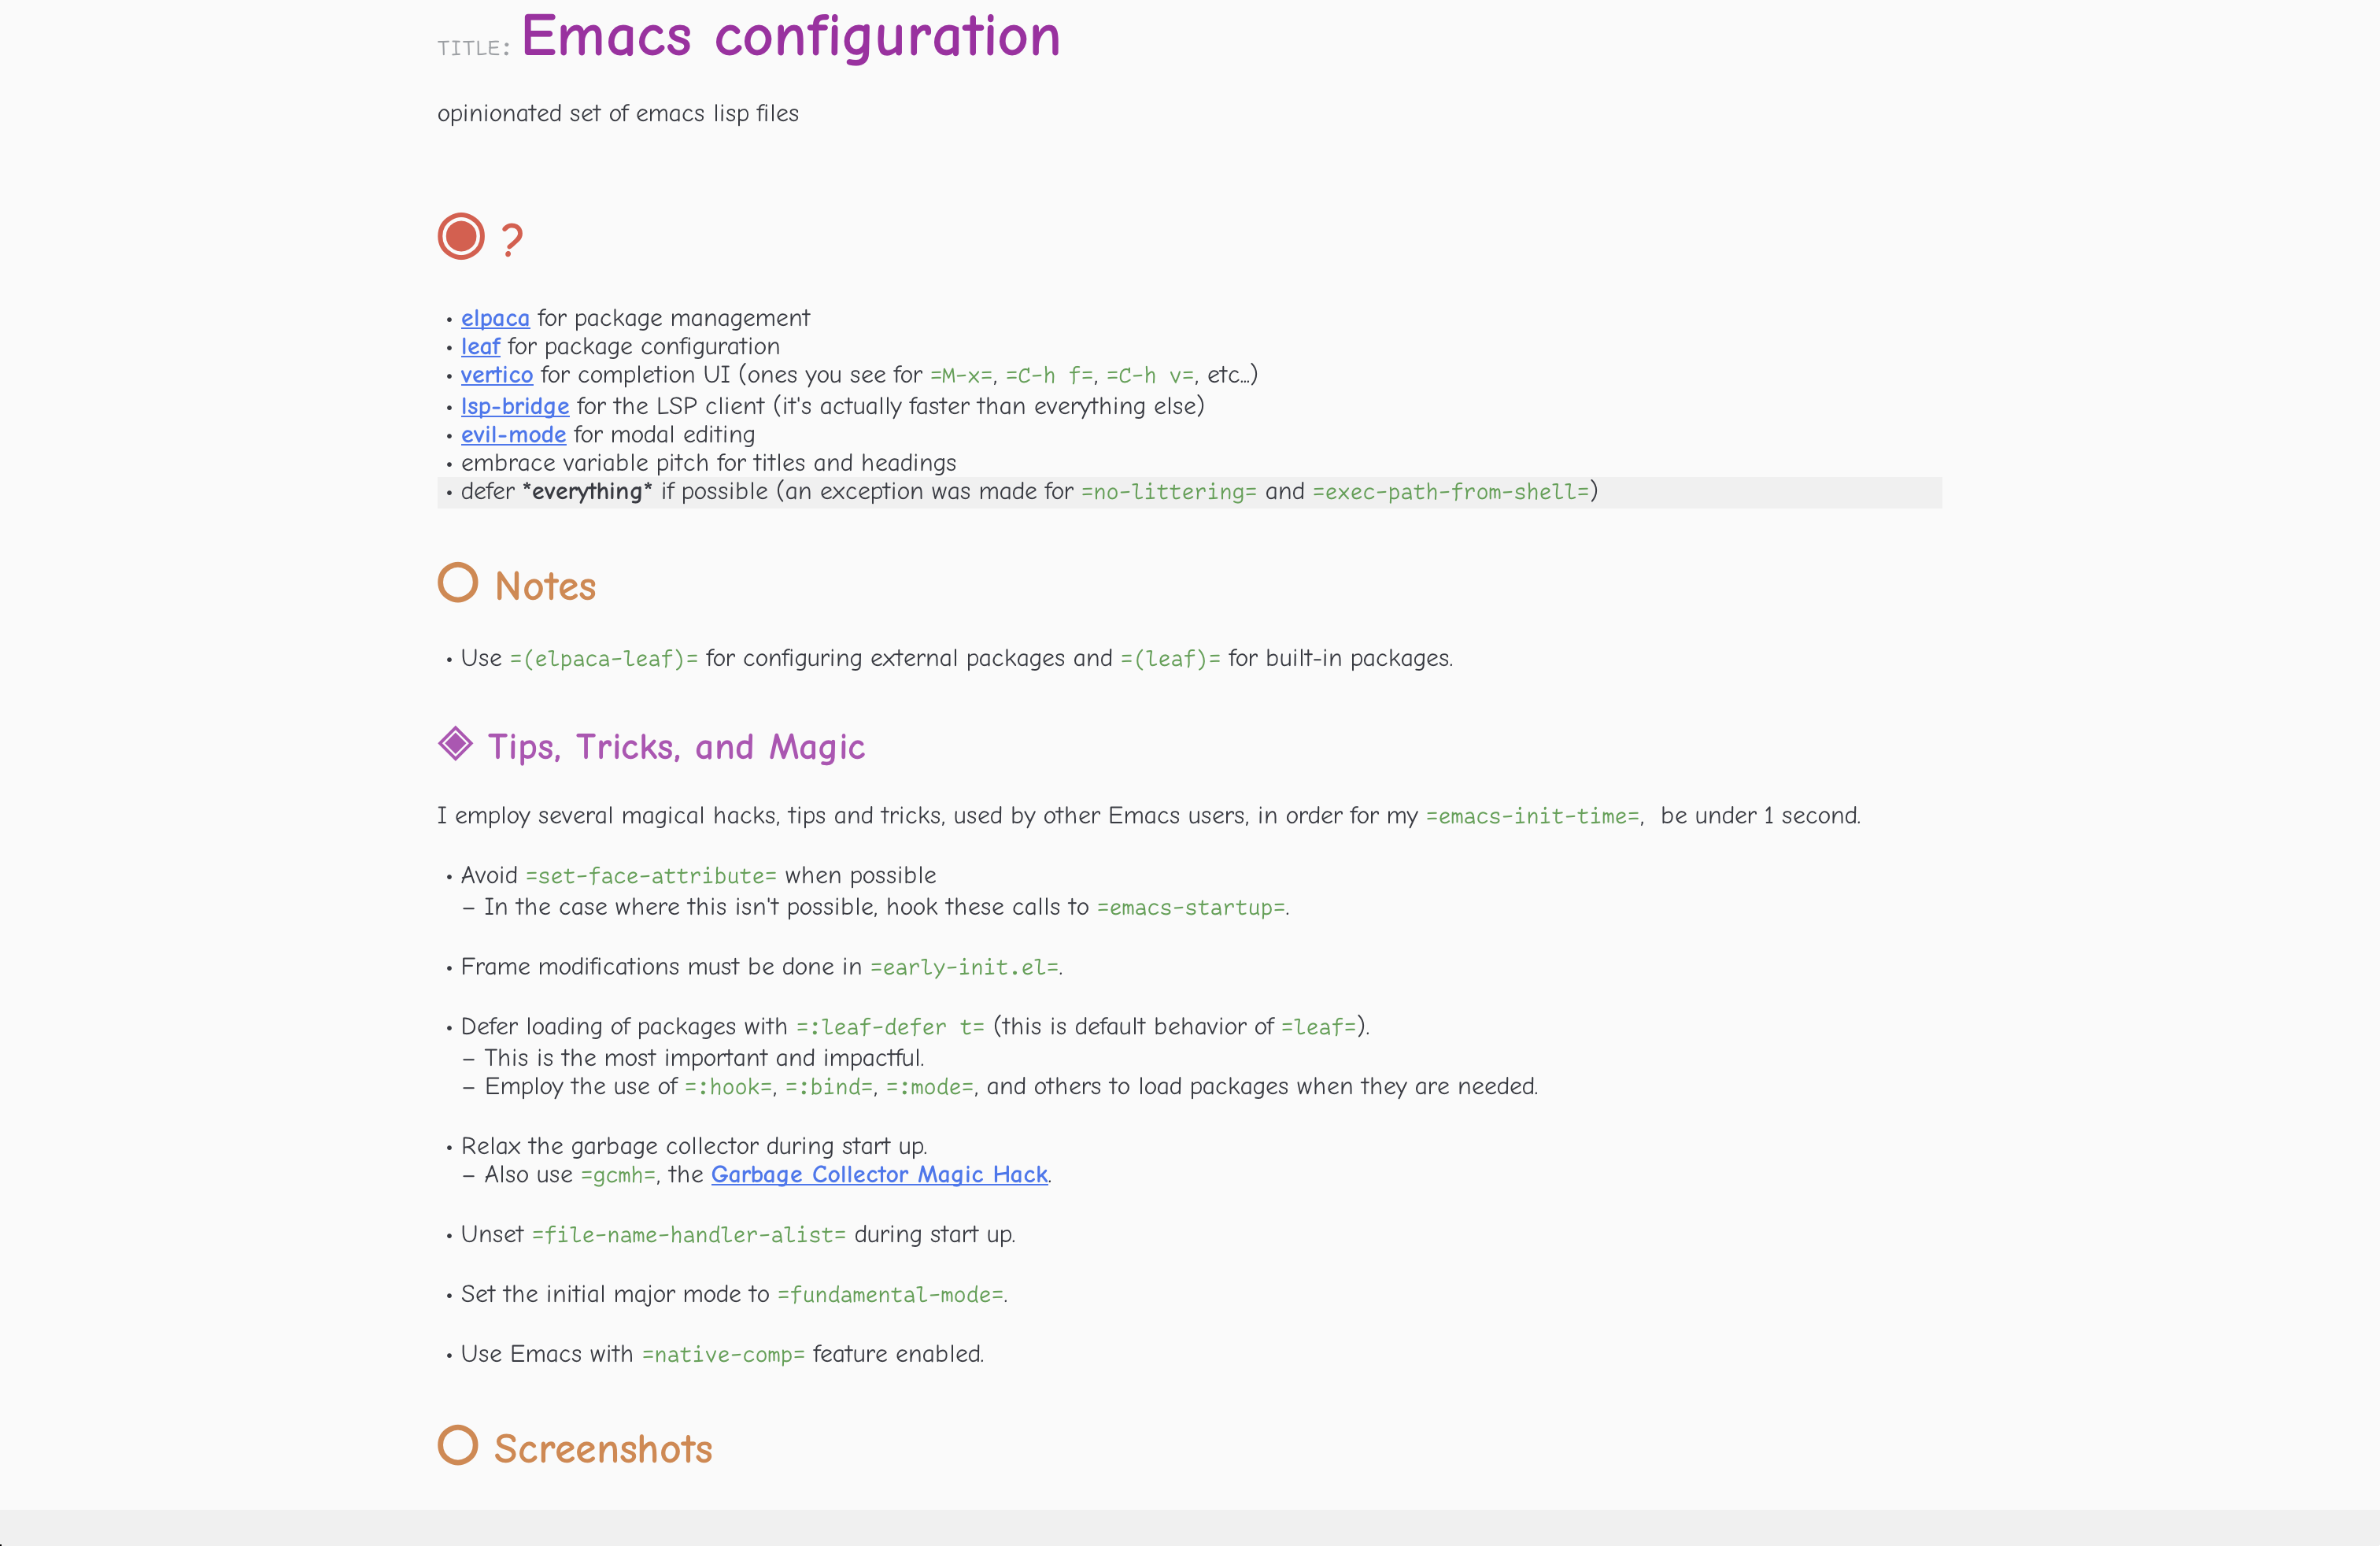 TITLE: Emacs configuration
opinionated set of emacs lisp files
?
• elpaca for package management
• leaf for package configuration
• vertico for completion UI (ones you see for =M-x=, =C-h f=, =C-h v=, etc...)
• lsp-bridge for the LSP client (it's actually faster than everything else)
• evil-mode for modal editing
• embrace variable pitch for titles and headings
• defer *everything* if possible (an exception was made for =no-littering= and =exec-path-from-shell=)
Notes
• Use =(elpaca-leaf)= for configuring external packages and =(leaf)= for built-in packages.
Tips, Tricks, and Magic
I employ several magical hacks, tips and tricks, used by other Emacs users, in order for my =emacs-init-time=,  be under 1 second.
• Avoid =set-face-attribute= when possible
– In the case where this isn't possible, hook these calls to =emacs-startup=.
• Frame modifications must be done in =early-init.el=.
• Defer loading of packages with =:leaf-defer t= (this is default behavior of =leaf=).
– This is the most important and impactful.
– Employ the use of =:hook=, =:bind=, =:mode=, and others to load packages when they are needed.
• Relax the garbage collector during start up.
– Also use =gcmh=, the Garbage Collector Magic Hack.
• Unset =file-name-handler-alist= during start up.
• Set the initial major mode to =fundamental-mode=.
• Use Emacs with =native-comp= feature enabled.
Screenshots